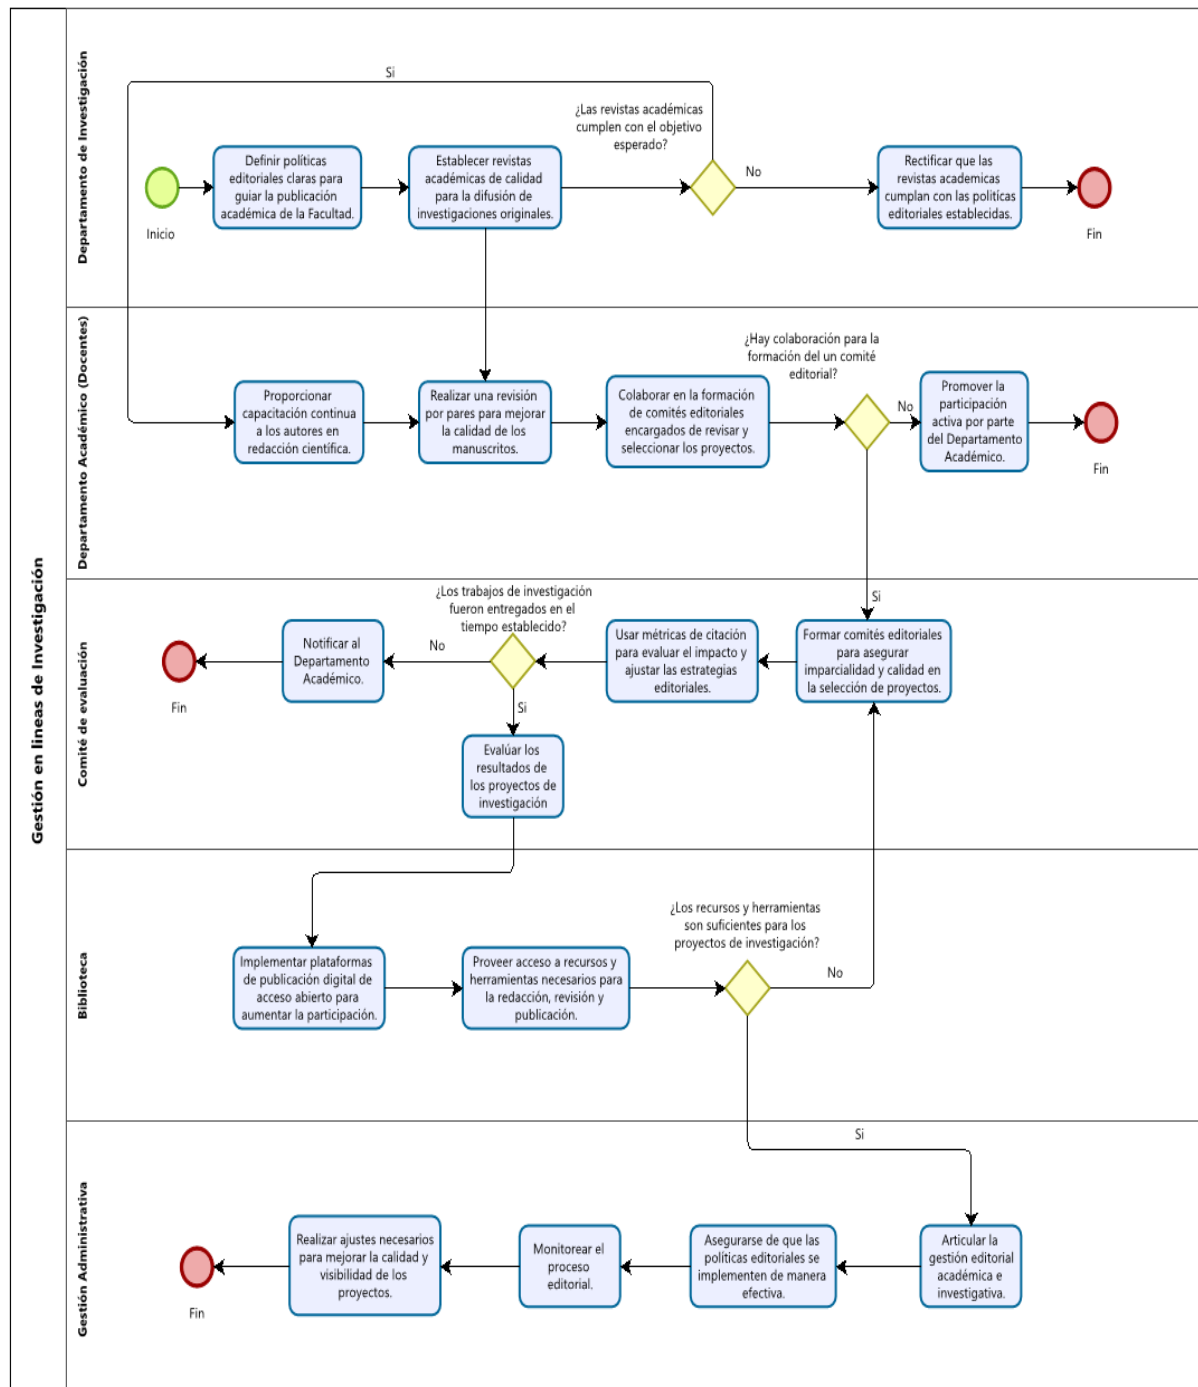 Gestión en lineas de Investigación
Departamento de Investigación
Si
¿Las revistas académicas
cumplen con el objetivo
esperado?
Inicio
Definir políticas
editoriales claras para
guiar la publicación
académica de la Facultad.
Establecer revistas
académicas de calidad
para la difusión de
investigaciones originales.
No
Rectificar que las
revistas academicas
cumplan con las politícas
editoriales establecidas.
Fin
Departamento Académico (Docentes)
¿Hay colaboración para la
formación del un comité
editorial?
Proporcionar
capacitación continua
a los autores en
redacción científica.
Realizar una revisión
por pares para mejorar
la calidad de los
manuscritos.
Colaborar en la formación
de comités editoriales
encargados de revisar y
seleccionar los proyectos.
No
Promover la
participación
activa por parte
del Departamento
Académico.
Fin
Si
Comité de evaluación
¿Los trabajos de investigación
fueron entregados en el
tiempo establecido?
Fin
Notificar al
Departamento
Académico.
No
Usar métricas de citación
para evaluar el impacto y
ajustar las estrategias
editoriales.
Formar comités editoriales
para asegurar
imparcialidad y calidad en
la selección de proyectos.
Si
Evalúar los
resultados de
los proyectos de
investigación
Biblioteca
¿Los recursos y herramientas
son suficientes para los
proyectos de investigación?
Implementar plataformas
de publicación digital de
acceso abierto para
aumentar la participación.
Proveer acceso a recursos y
herramientas necesarios para
la redacción, revisión y
publicación.
No
Si
Gestión Administrativa
Fin
Realizar ajustes necesarios
para mejorar la calidad y
visibilidad de los
proyectos.
Monitorear el
proceso
editorial.
Asegurarse de que las
políticas editoriales se
implementen de manera
efectiva.
Articular la
gestión editorial
académica e
investigativa.